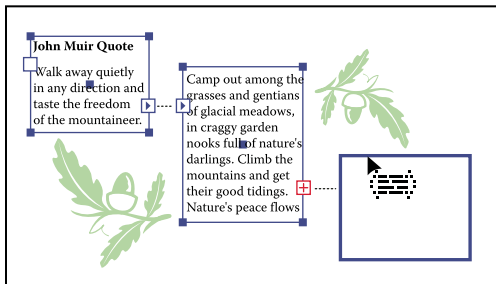 John Muir Quote
Walk away quietly
in any direction and
taste the freedom
of the mountaineer.
Camp out among the
grasses and gentians
of glacial meadows,
in craggy garden
nooks full of nature's
darlings. Climb the
mountains and get
their good tidings.
Nature's peace flows